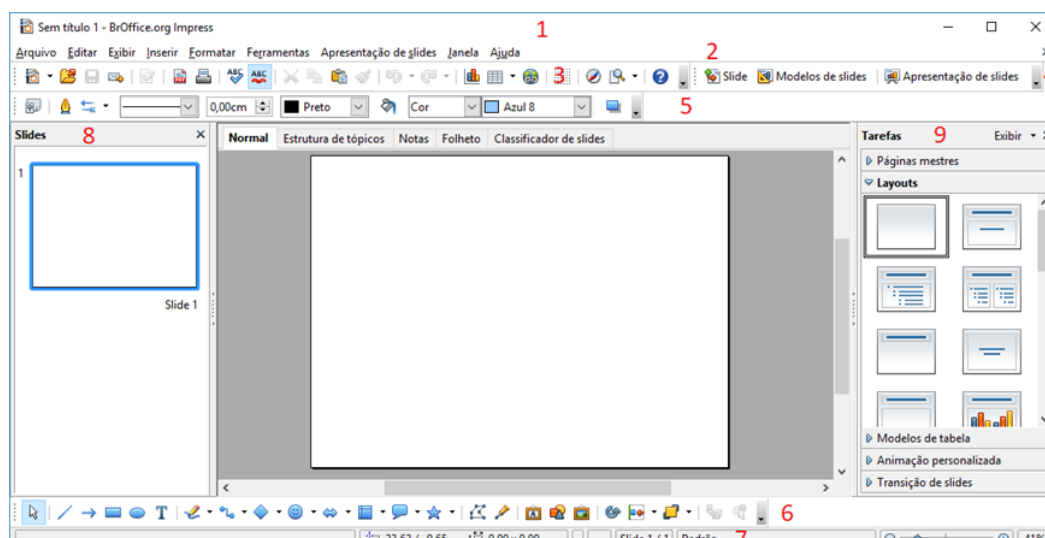 Sem título 1 - BrOffice.org Impress 1
Arquivo Editar Exibir Inserir Formatar Ferramentas Apresentação de slides Janela Ajuda 2
ABC ABC 3 Slide Modelos de slides Apresentação de slides
0,00cm Preto Cor Azul 8 5
Slides 8
Normal Estrutura de tópicos Notas Folheto Classificador de slides
Tarefas 9 Exibir
Páginas mestres
Layouts
1
Slide 1
Modelos de tabela
Animação personalizada
Transição de slides
T 6
Slide 1 / 1 Padrão 7 41%